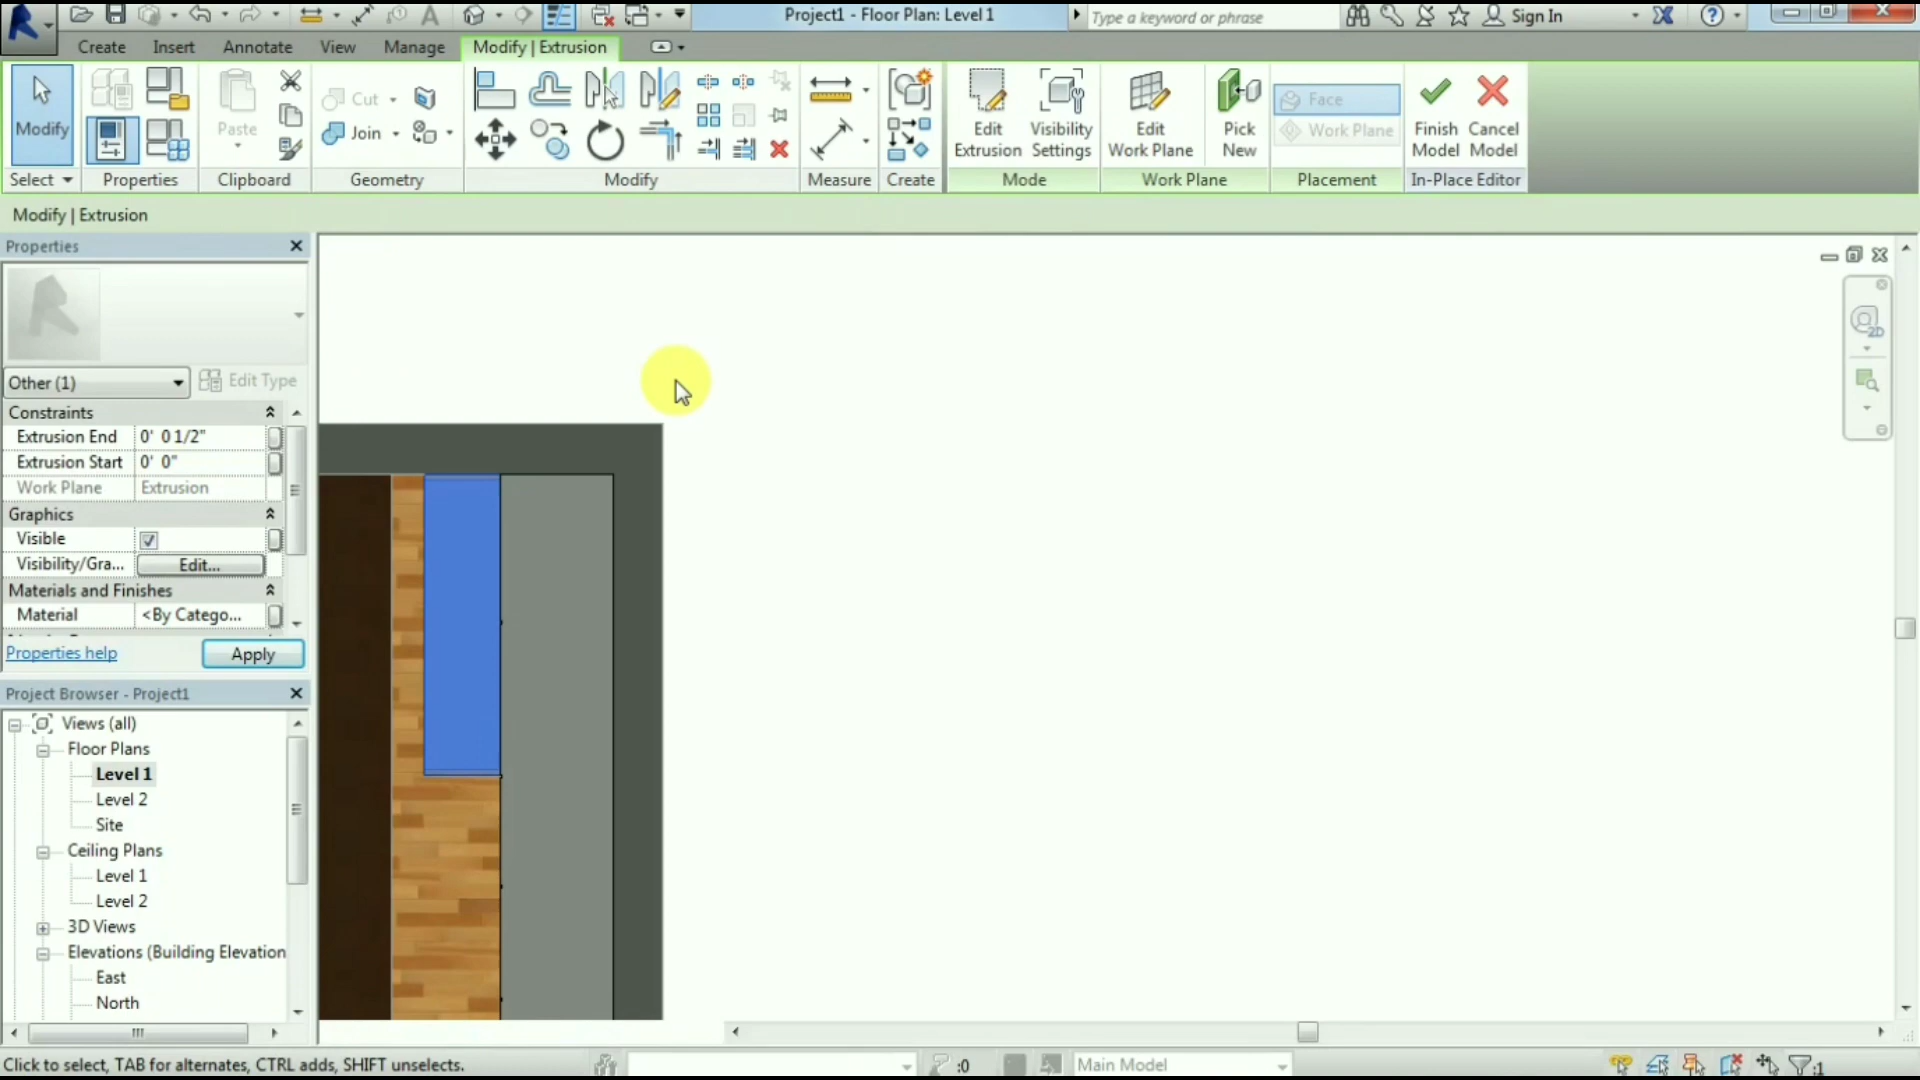 Project1 - Floor Plan: Level 1
Type a keyword or phrase
Sign In
Create Insert Annotate View Manage Modify | Extrusion
Modify
Paste
Cut
Join
Edit Extrusion
Visibility Settings
Edit Work Plane
Pick New
Face
Work Plane
Finish Model
Cancel Model
Select Properties Clipboard Geometry Modify Measure Create Mode Work Plane Placement In-Place Editor
Modify | Extrusion
Properties
Other (1) Edit Type
Constraints
Extrusion End 0' 0 1/2"
Extrusion Start 0' 0"
Work Plane Extrusion
Graphics
Visible
Visibility/Gra... Edit...
Materials and Finishes
Material <By Catego...
Properties help Apply
Project Browser - Project1
Views (all)
Floor Plans
Level 1
Level 2
Site
Ceiling Plans
Level 1
Level 2
3D Views
Elevations (Building Elevation
East
North
Click to select, TAB for alternates, CTRL adds, SHIFT unselects.
:0
Main Model
:1
2D